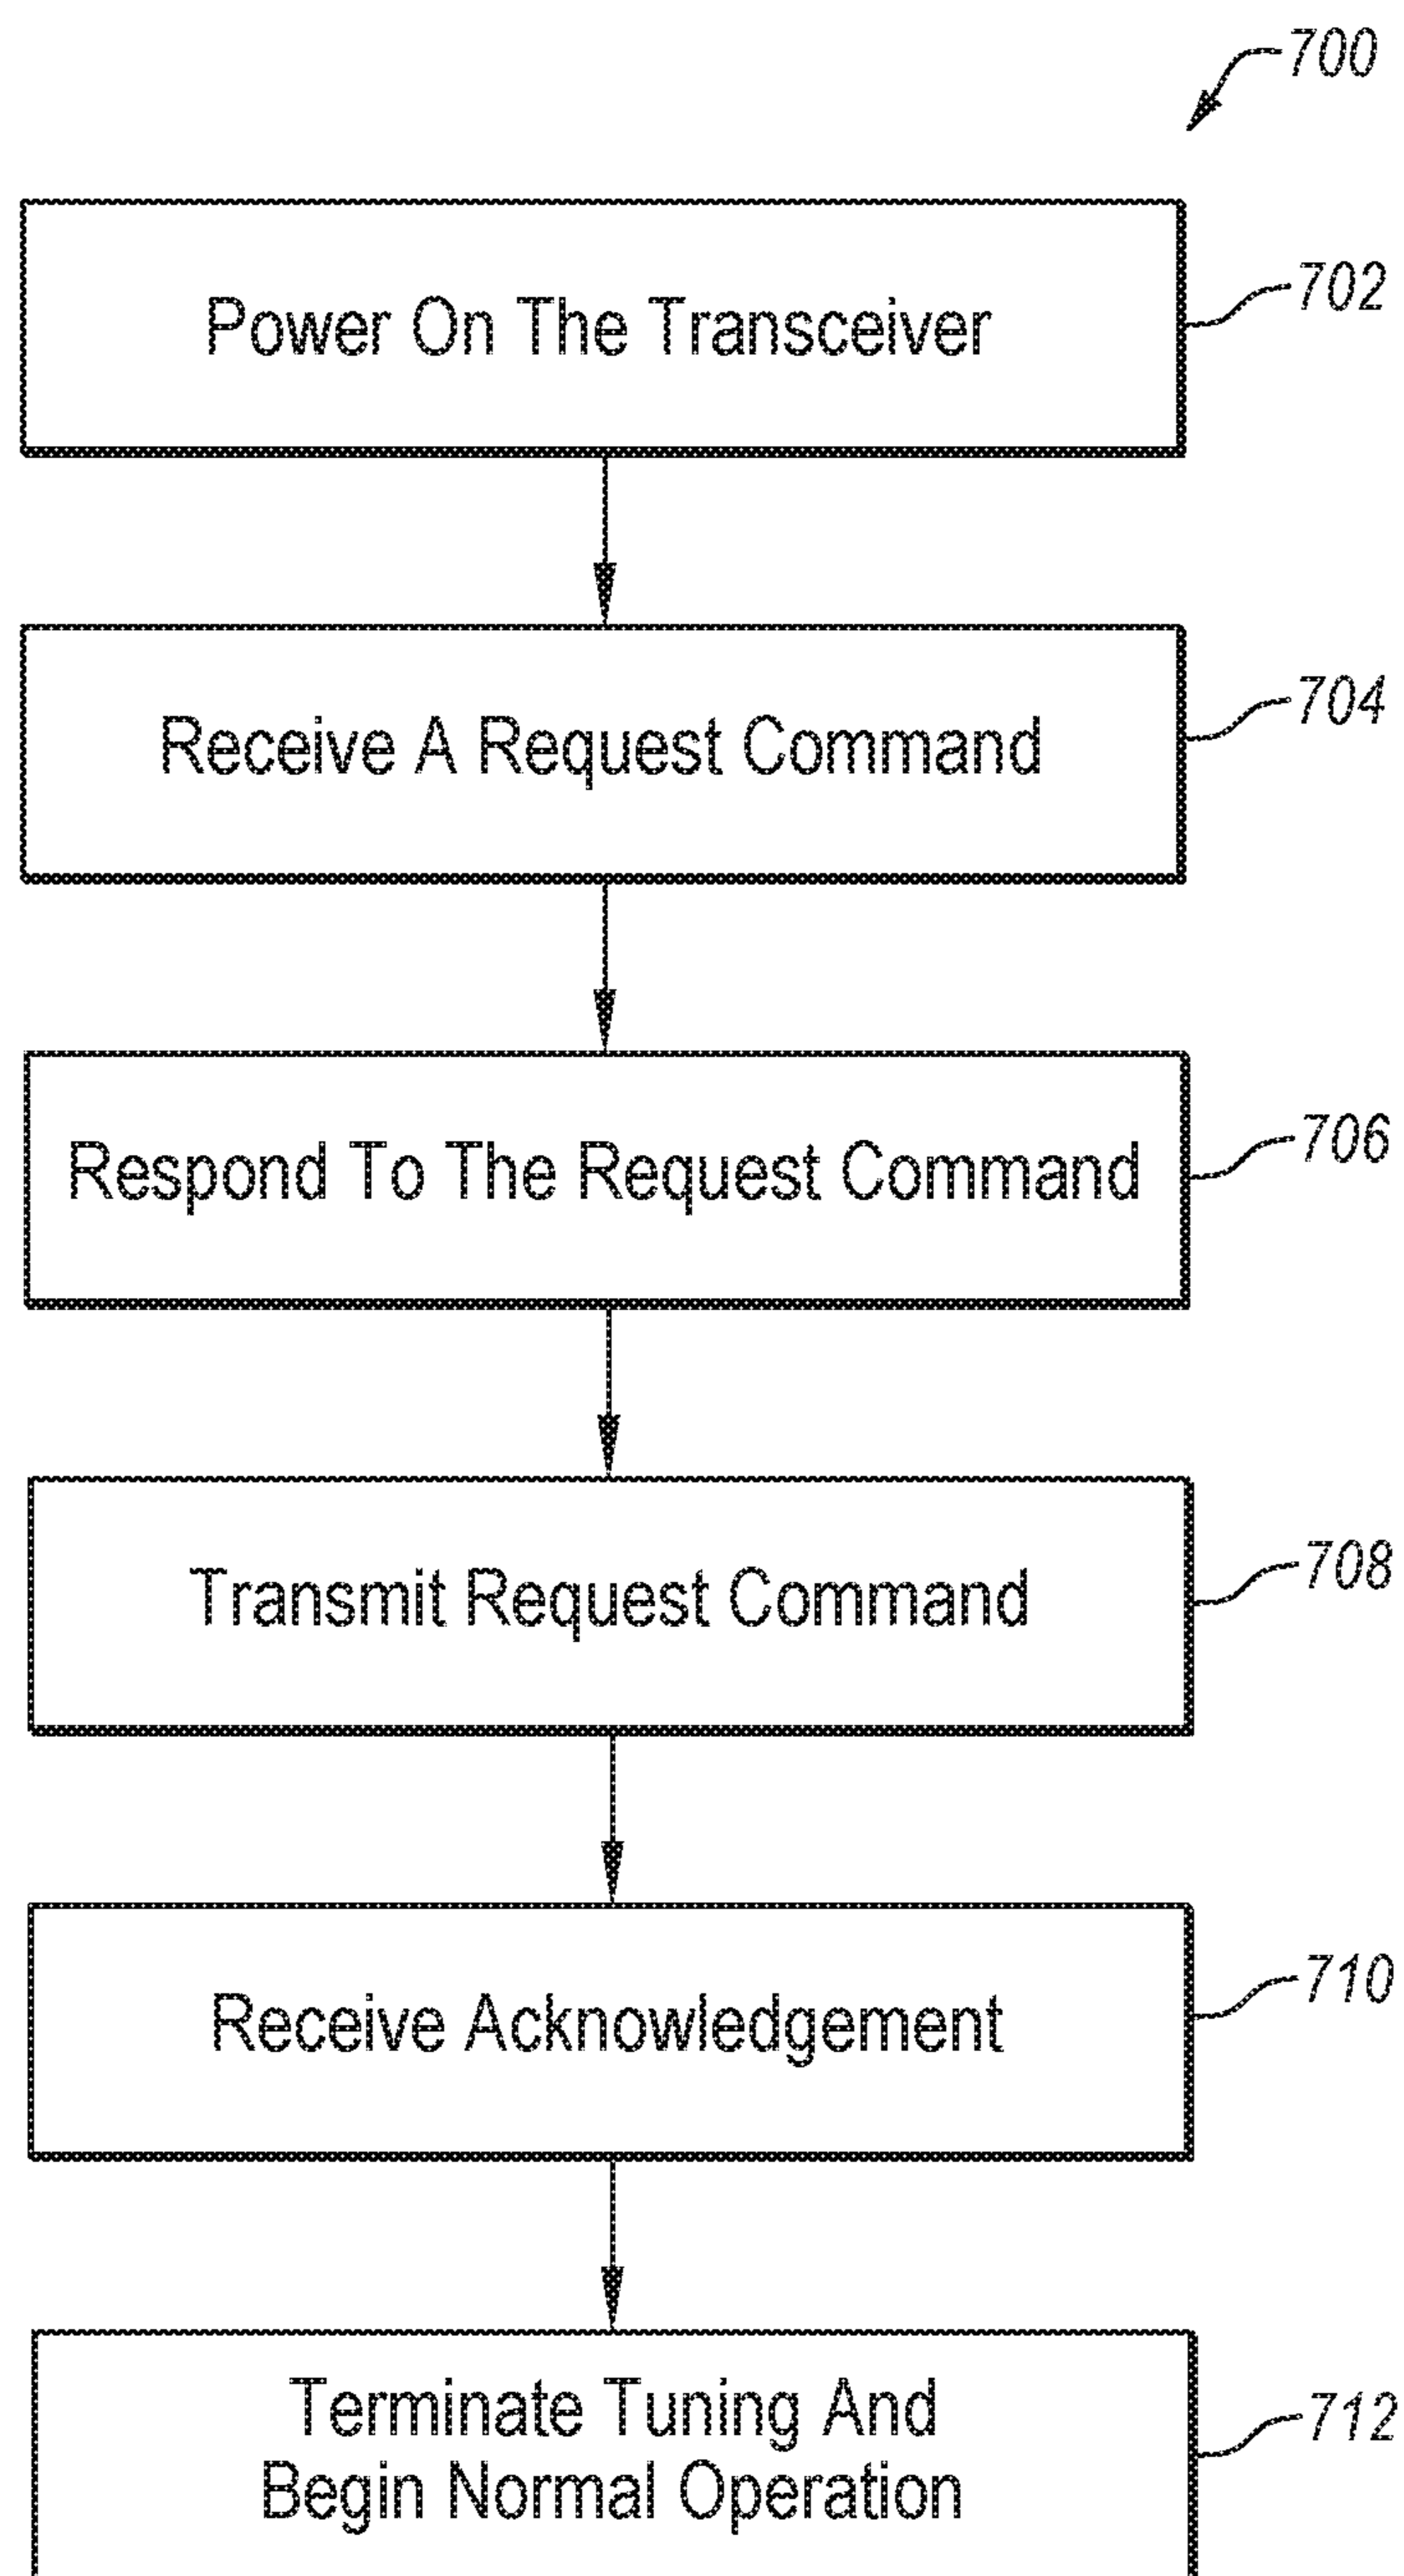 700
Power On The Transceiver
702
Receive A Request Command
704
Respond To The Request Command
706
Transmit Request Command
708
Receive Acknowledgement
710
Terminate Tuning And
Begin Normal Operation
712